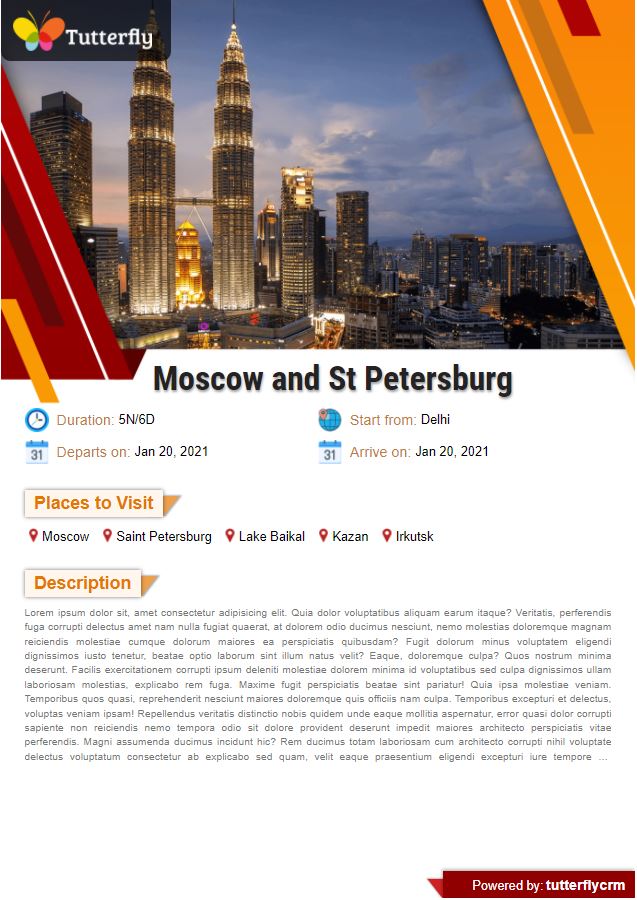 Tutterfly
Moscow and St Petersburg
Duration: 5N/6D
Start from: Delhi
31 Departs on: Jan 20, 2021
31 Arrive on: Jan 20, 2021
Places to Visit
Moscow Saint Petersburg Lake Baikal Kazan Irkutsk
Description
Lorem ipsum dolor sit, amet consectetur adipisicing elit. Quia dolor voluptatibus aliquam earum itaque? Veritatis, perferendis
fuga corrupti delectus amet nam nulla fugiat quaerat, at dolorem odio ducimus nesciunt, nemo molestias doloremque magnam
reiciendis molestiae cumque dolorum maiores ea perspiciatis quibusdam? Fugit dolorum minus voluptatem eligendi
dignissimos iusto tenetur, beatae optio laborum sint illum natus velit? Eaque, doloremque culpa? Quos nostrum minima
deserunt. Facilis exercitationem corrupti ipsum deleniti molestiae dolorem minima id voluptatibus sed culpa dignissimos ullam
laboriosam molestias, explicabo rem fuga. Maxime fugit perspiciatis beatae sint pariatur! Quia ipsa molestiae veniam.
Temporibus quos quasi, reprehenderit nesciunt maiores doloremque quis officiis nam culpa. Temporibus excepturi et delectus,
voluptas veniam ipsam! Repellendus veritatis distinctio nobis quidem unde eaque mollitia aspernatur, error quasi dolor corrupti
sapiente non reiciendis nemo tempora odio sit dolore provident deserunt impedit maiores architecto perspiciatis vitae
perferendis. Magni assumenda ducimus incidunt hic? Rem ducimus totam laboriosam cum architecto corrupti nihil voluptate
delectus voluptatum consectetur ab explicabo sed quam, velit eaque praesentium eligendi excepturi iure tempore ...
Powered by: tutterflycrm